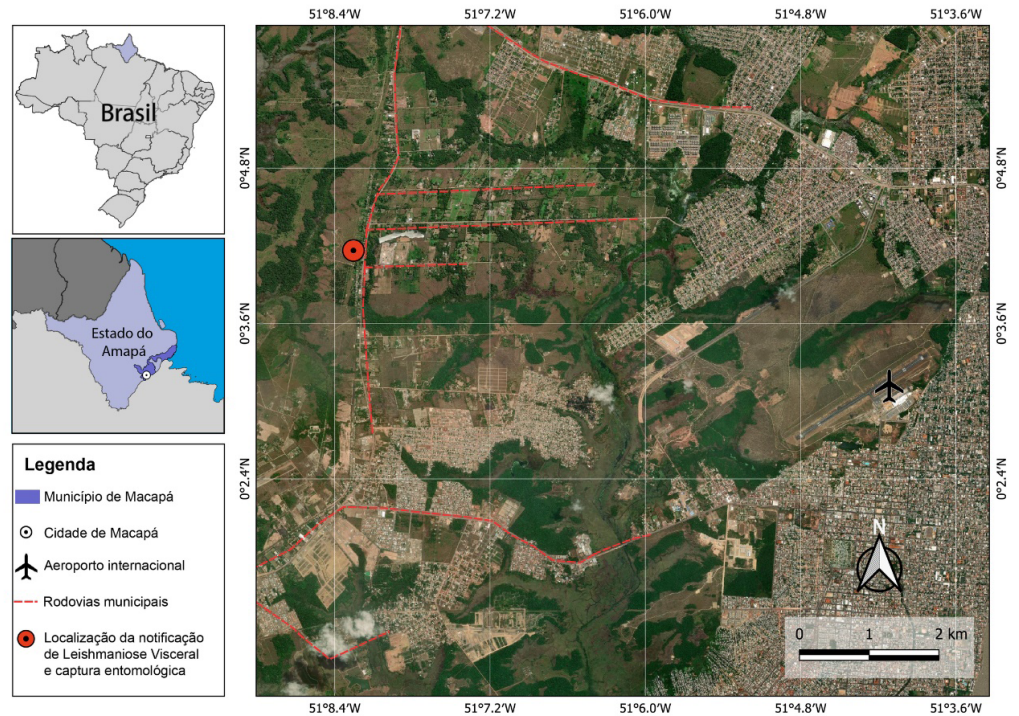 Brasil
Estado do
Amapá
Legenda
Município de Macapá
Cidade de Macapá
Aeroporto internacional
Rodovias municipais
Localização da notificação
de Leishmaniose Visceral
e captura entomológica
51°8.4'W 51°7.2'W 51°6.0'W 51°4.8'W 51°3.6'W
0°4.8'N 0°4.8'N
0°3.6'N 0°3.6'N
0°2.4'N 0°2.4'N
N
0 1 2 km
51°8.4'W 51°7.2'W 51°6.0'W 51°4.8'W 51°3.6'W